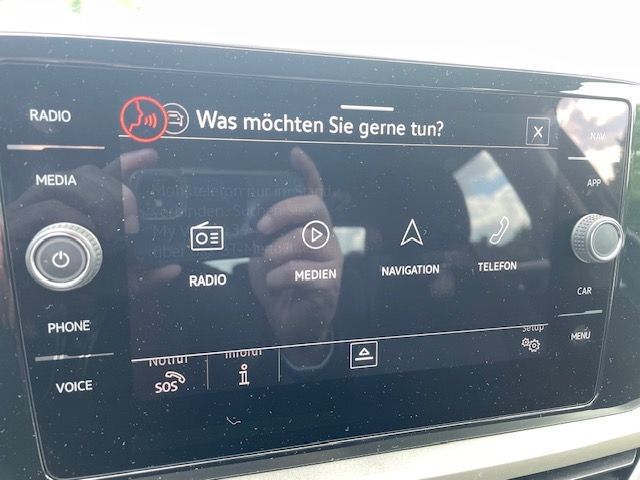 RADIO
MEDIA
PHONE
VOICE
Was möchten Sie gerne tun?
X
RADIO
MEDIEN
NAVIGATION
TELEFON
Notruf
SOS
Inforuf
i
Setup
NAV
APP
CAR
MENU